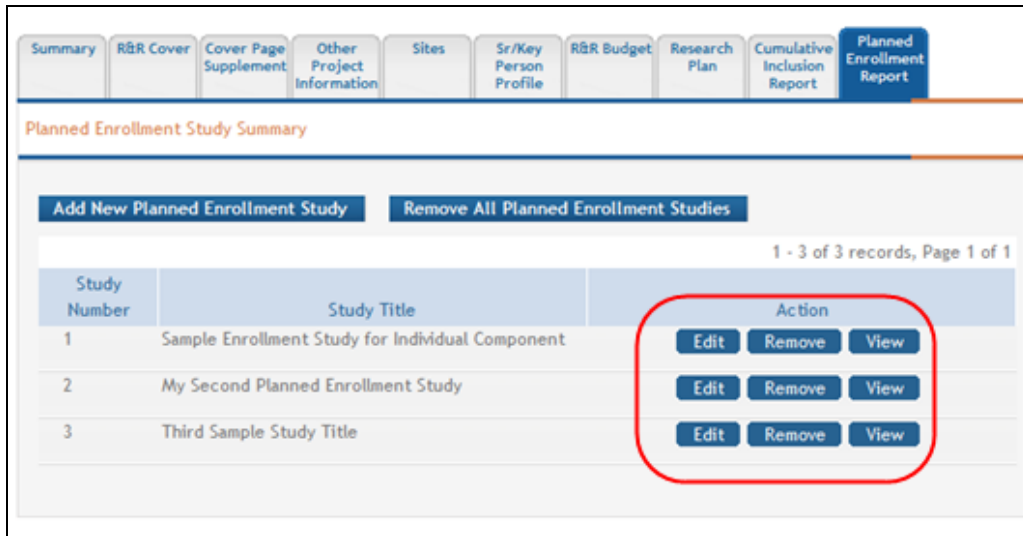 Summary
R&R Cover
Cover Page
Supplement
Other
Project
Information
Sites
Sr/Key
Person
Profile
R&R Budget
Research
Plan
Cumulative
Inclusion
Report
Planned
Enrollment
Report
Planned Enrollment Study Summary
Add New Planned Enrollment Study Remove All Planned Enrollment Studies
1 - 3 of 3 records, Page 1 of 1
Study
Number Study Title Action
1 Sample Enrollment Study for Individual Component Edit Remove View
2 My Second Planned Enrollment Study Edit Remove View
3 Third Sample Study Title Edit Remove View